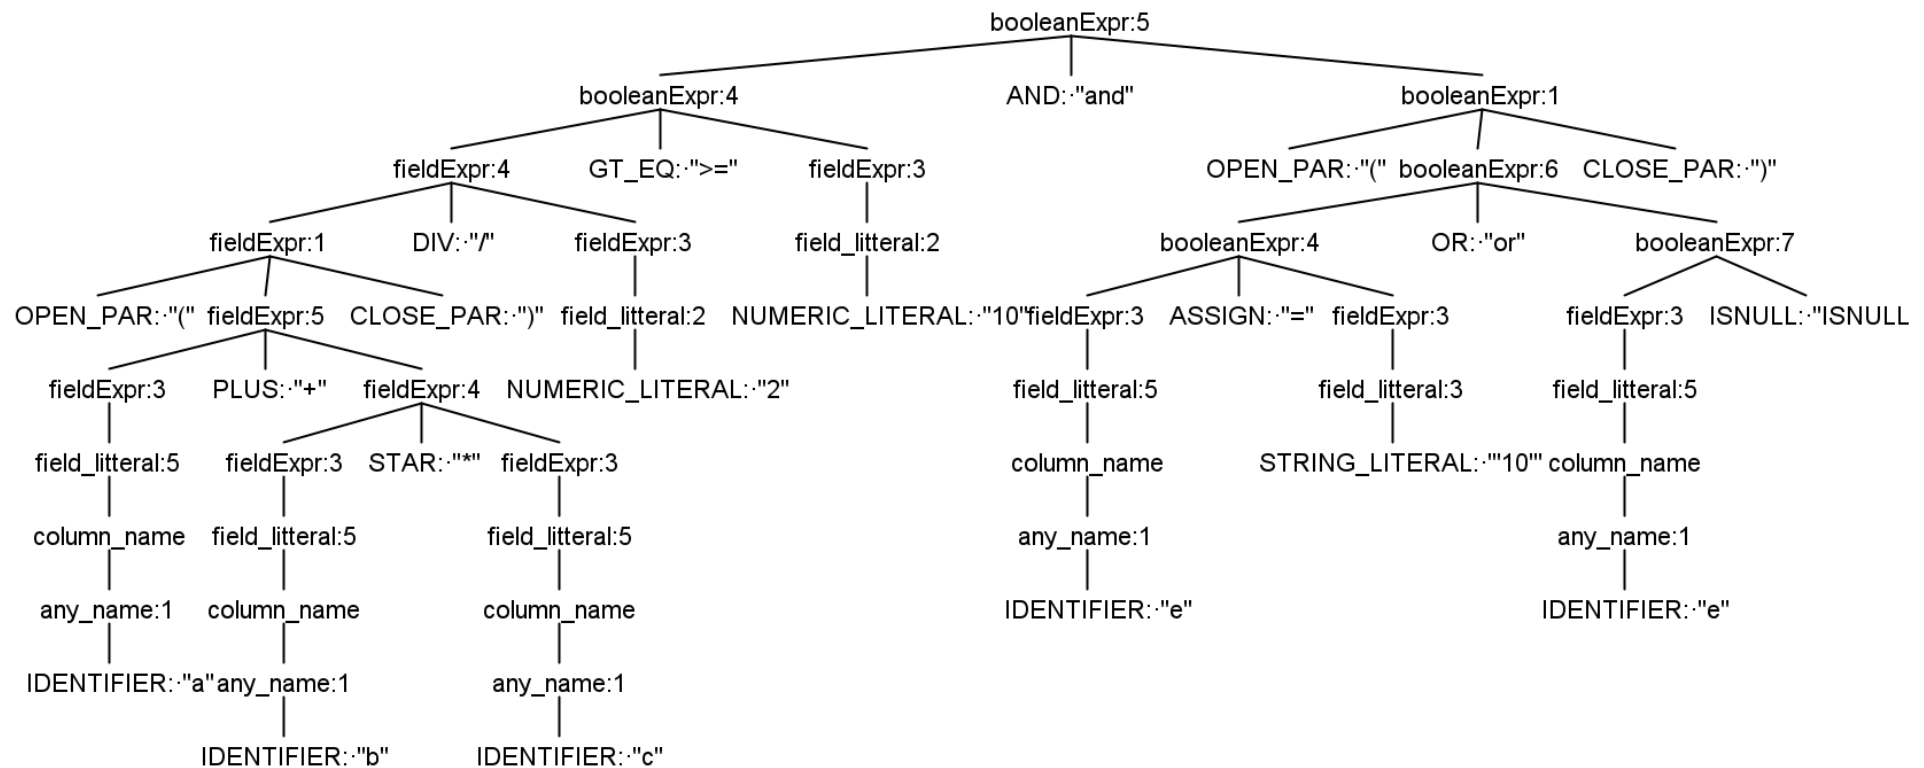 booleanExpr:5
booleanExpr:4 AND:·"and" booleanExpr:1
fieldExpr:4 GT_EQ:·">=" fieldExpr:3 OPEN_PAR:·"(" booleanExpr:6 CLOSE_PAR:·")"
fieldExpr:1 DIV:·"/" fieldExpr:3 field_litteral:2 booleanExpr:4 OR:·"or" booleanExpr:7
OPEN_PAR:·"(" fieldExpr:5 CLOSE_PAR:·")" field_litteral:2 NUMERIC_LITERAL:·"10" fieldExpr:3 ASSIGN:·"=" fieldExpr:3 fieldExpr:3 ISNULL:·"ISNULL
fieldExpr:3 PLUS:·"+" fieldExpr:4 NUMERIC_LITERAL:·"2" field_litteral:5 field_litteral:3 field_litteral:5
field_litteral:5 fieldExpr:3 STAR:·"*" fieldExpr:3 column_name STRING_LITERAL:·"'10'" column_name
column_name field_litteral:5 field_litteral:5 any_name:1 any_name:1
any_name:1 column_name column_name IDENTIFIER:·"e" IDENTIFIER:·"e"
IDENTIFIER:·"a" any_name:1 any_name:1
IDENTIFIER:·"b" IDENTIFIER:·"c"